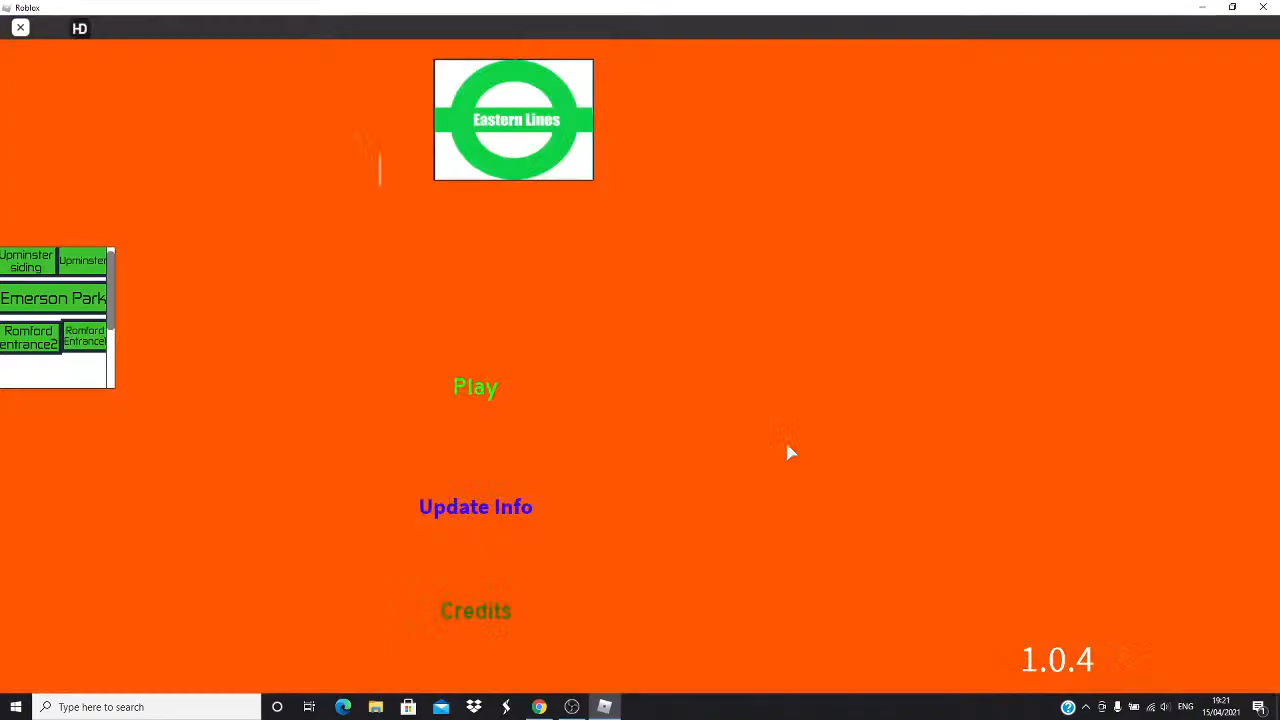 Roblox
HD
Eastern Lines
Upminster
siding
Upminster
Emerson Park
Romford
entrance2
Romford
Entrance1
Play
Update Info
Credits
1.0.4
Type here to search
ENG
19:21
15/04/2021